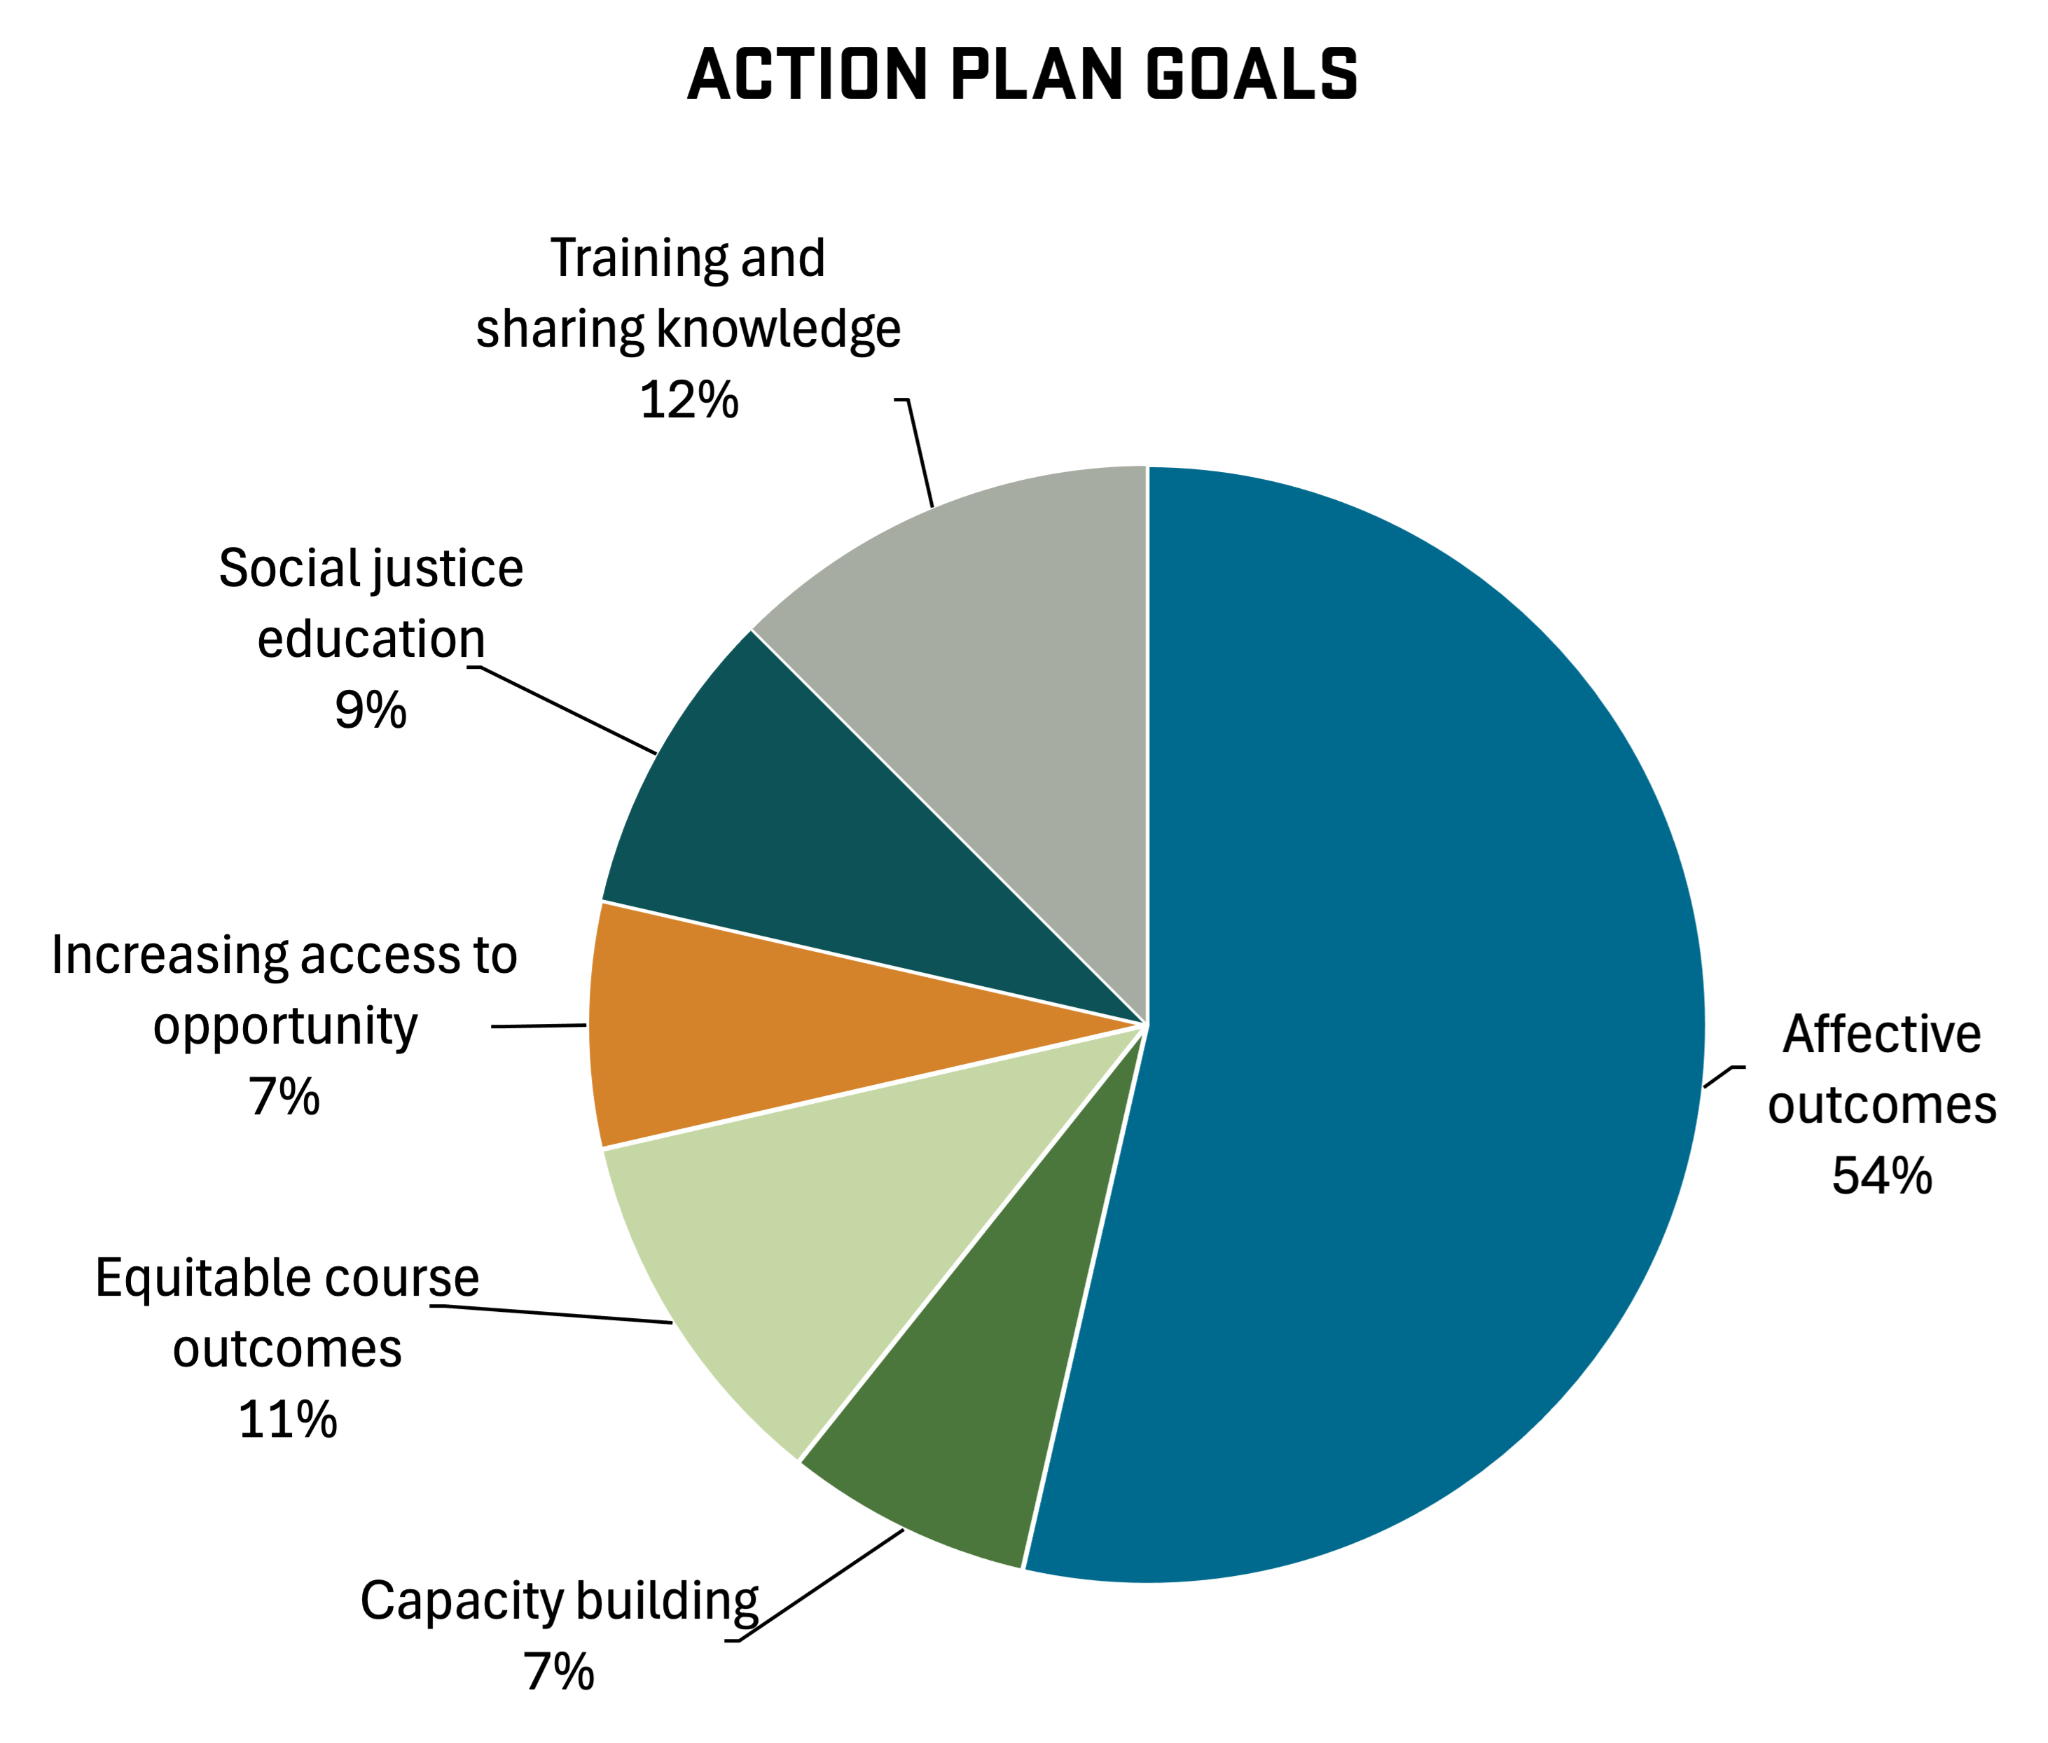 ACTION PLAN GOALS
Training and
sharing knowledge
12%
Social justice
education
9%
Increasing access to
opportunity
7%
Affective
outcomes
54%
Equitable course
outcomes
11%
Capacity building
7%